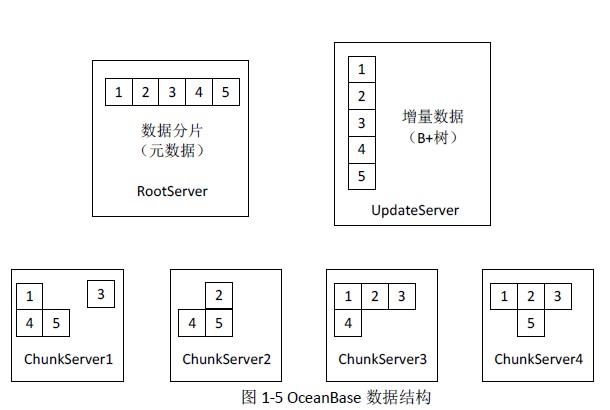 1 2 3 4 5
数据分片
（元数据）
RootServer
1
2
3
4
5
增量数据
（B+树）
UpdateServer
1 3
4 5
ChunkServer1
2
4 5
ChunkServer2
1 2 3
4
ChunkServer3
1 2 3
5
ChunkServer4
图 1-5 OceanBase 数据结构